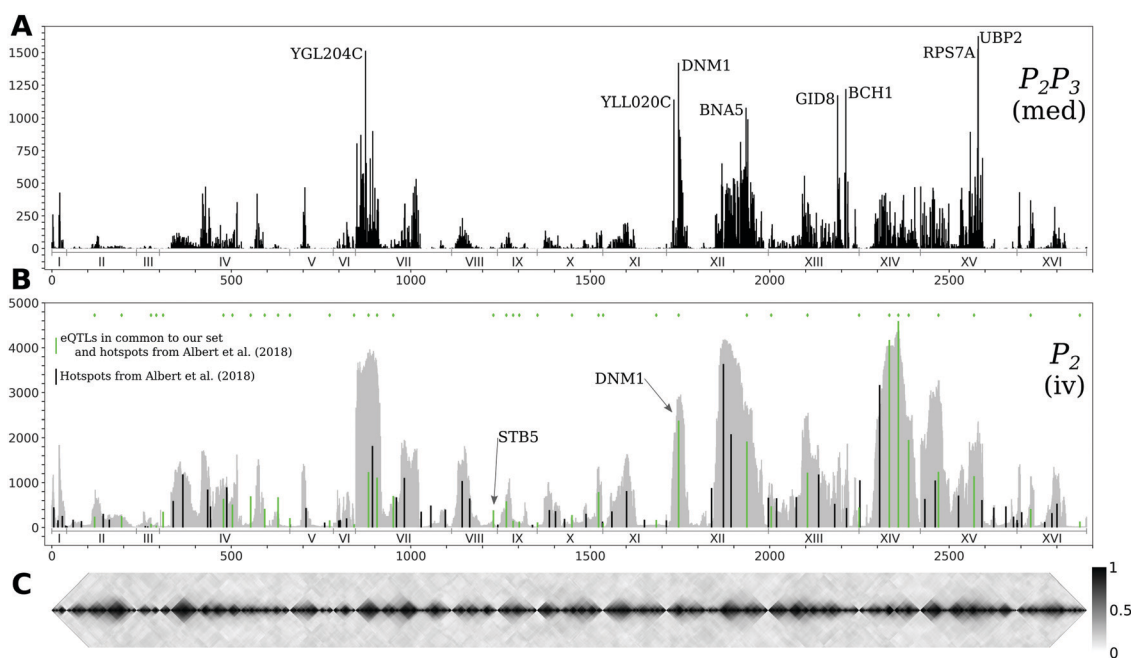 A
1500
1250
1000
750
500
250
0
YGL204C
YLL020C
DNM1
BNA5
GID8
BCH1
RPS7A
UBP2
P2P3
(med)
I II III IV V VI VII VIII IX X XI XII XIII XIV XV XVI
0 500 1000 1500 2000 2500
B
5000
4000
3000
2000
1000
0
eQTLs in common to our set
and hotspots from Albert et al. (2018)
Hotspots from Albert et al. (2018)
STB5
DNM1
P2
(iv)
I II III IV V VI VII VIII IX X XI XII XIII XIV XV XVI
0 500 1000 1500 2000 2500
C
1
0.5
0